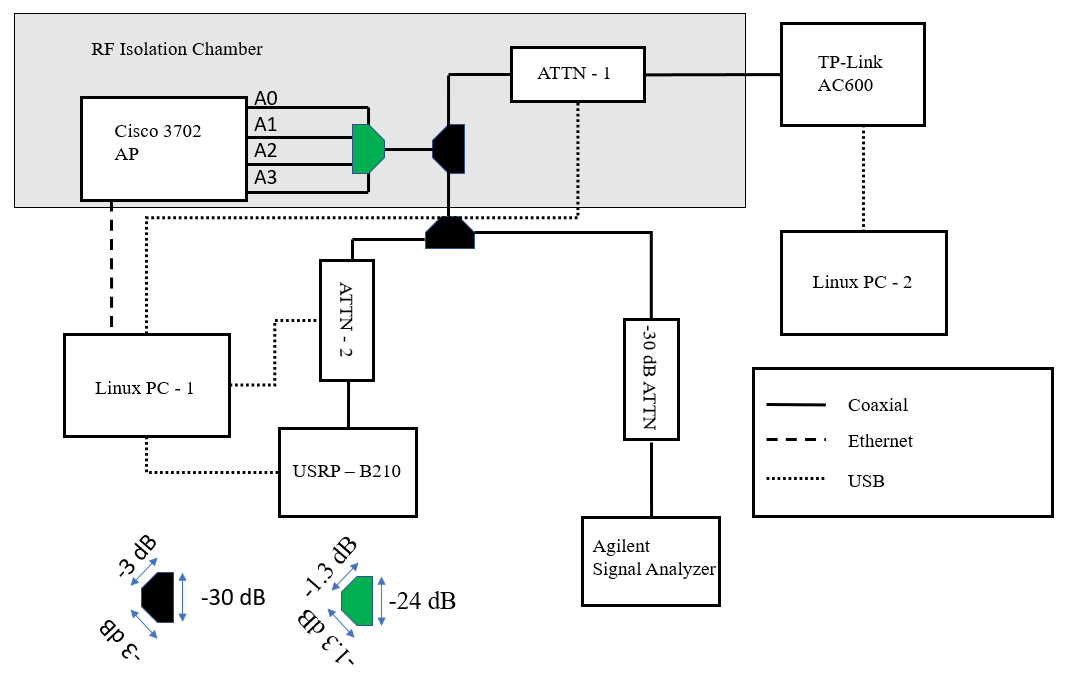 RF Isolation Chamber
ATTN - 1
TP-Link
AC600
A0
Cisco 3702
AP
A1
A2
A3
ATTN - 2
Linux PC - 2
-30 dB ATTN
Linux PC - 1
Coaxial
Ethernet
USB
USRP – B210
Agilent
Signal Analyzer
-3 dB
-30 dB
-3 dB
-1.3 dB
-24 dB
-1.3 dB